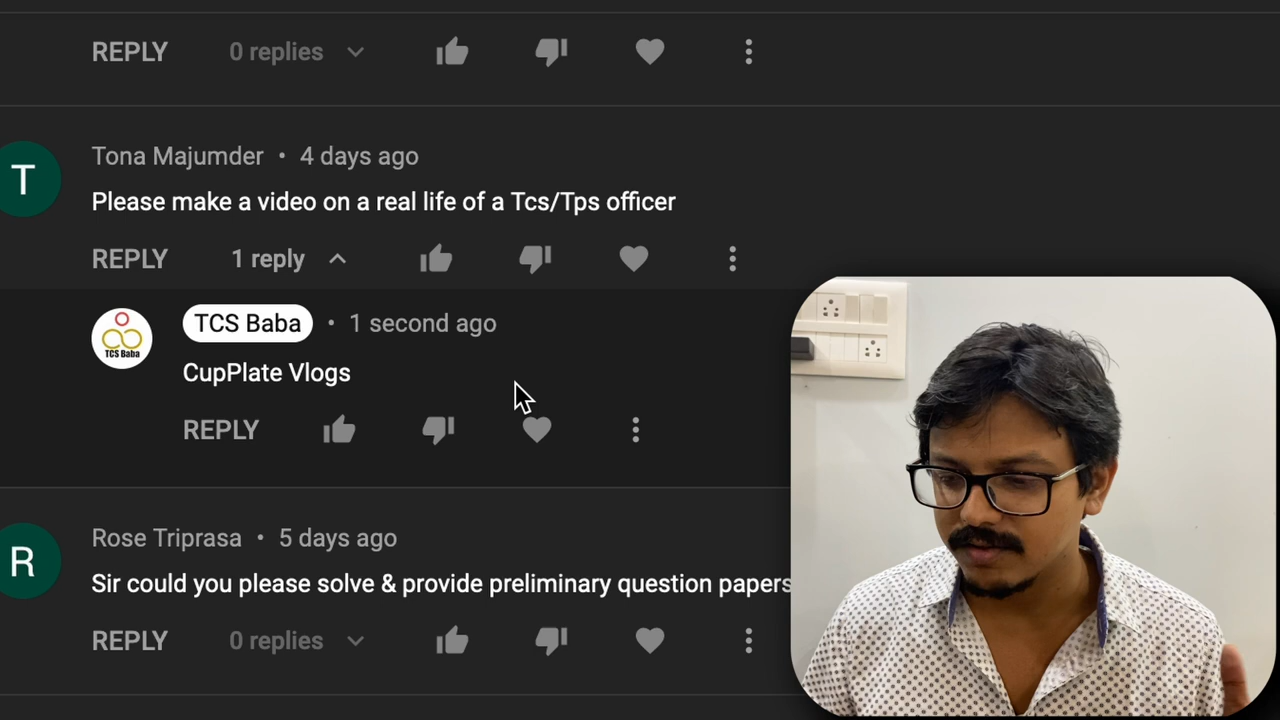 REPLY 0 replies
Tona Majumder • 4 days ago
T
Please make a video on a real life of a Tcs/Tps officer
REPLY 1 reply
TCS Baba • 1 second ago
TCS Baba
CupPlate Vlogs
REPLY
Rose Triprasa • 5 days ago
R
Sir could you please solve & provide preliminary question papers
REPLY 0 replies